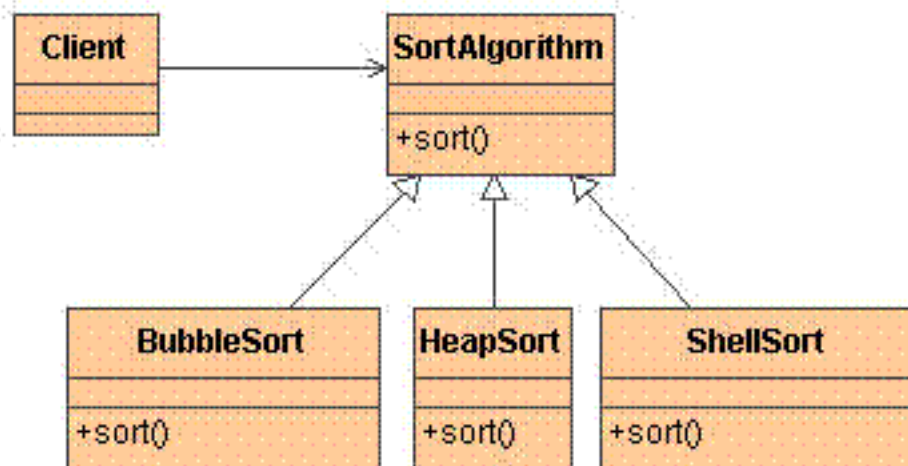 Client
SortAlgorithm
+sort()
BubbleSort
HeapSort
ShellSort
+sort()
+sort()
+sort()